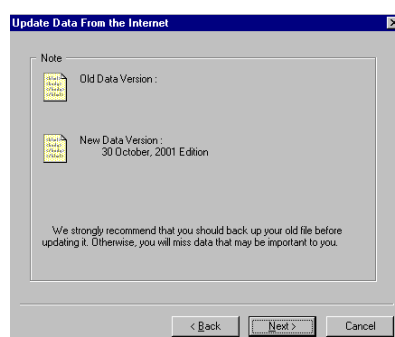 Update Data From the Internet
Note
Old Data Version :
New Data Version :
30 October, 2001 Edition
We strongly recommend that you should back up your old file before
updating it. Otherwise, you will miss data that may be important to you.
< Back
Next >
Cancel